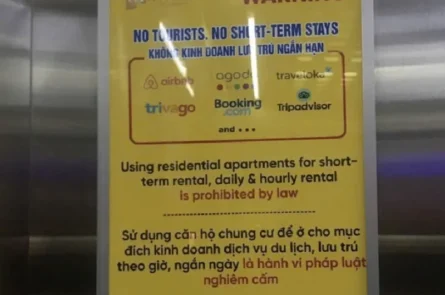 WARNING
NO TOURISTS. NO SHORT-TERM STAYS
KHÔNG KINH DOANH LƯU TRÚ NGẮN HẠN
airbnb agoda traveloka
trivago Booking.com Tripadvisor
and ...
Using residential apartments for short-
term rental, daily & hourly rental
is prohibited by law
Sử dụng căn hộ chung cư để ở cho mục
đích kinh doanh dịch vụ du lịch, lưu trú
theo giờ, ngắn ngày là hành vi pháp luật
nghiêm cấm